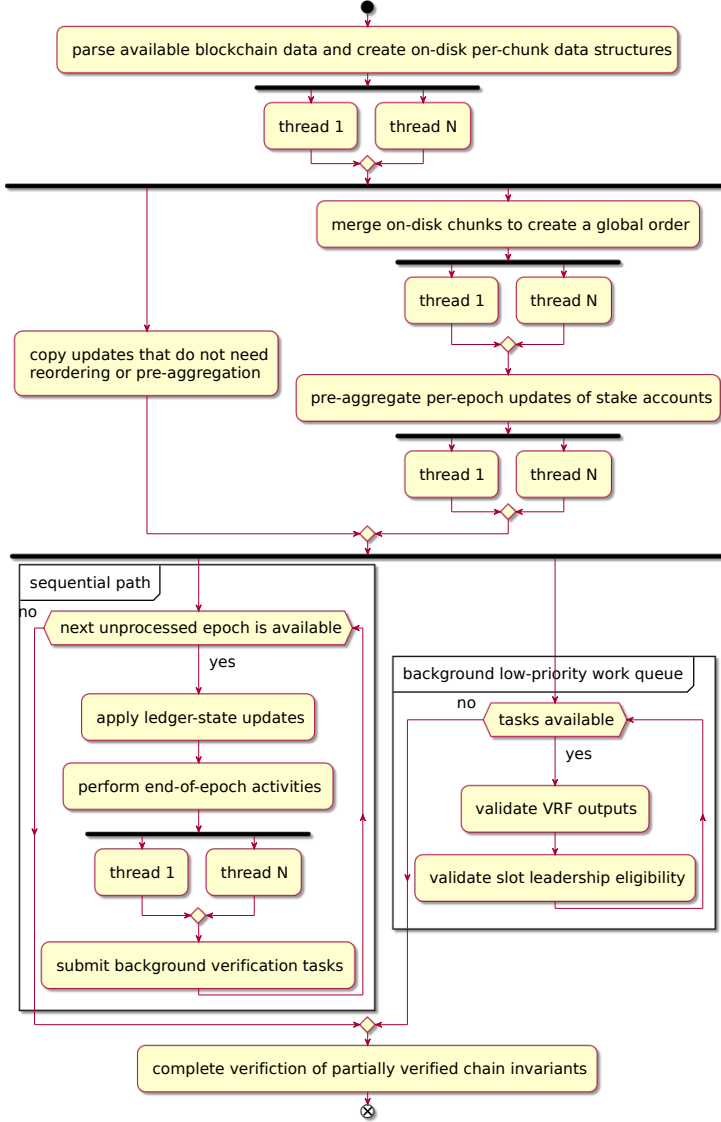 parse available blockchain data and create on-disk per-chunk data structures
thread 1
thread N
merge on-disk chunks to create a global order
thread 1
thread N
copy updates that do not need
reordering or pre-aggregation
pre-aggregate per-epoch updates of stake accounts
thread 1
thread N
sequential path
no
next unprocessed epoch is available
yes
apply ledger-state updates
perform end-of-epoch activities
thread 1
thread N
submit background verification tasks
background low-priority work queue
no
tasks available
yes
validate VRF outputs
validate slot leadership eligibility
complete verifiction of partially verified chain invariants